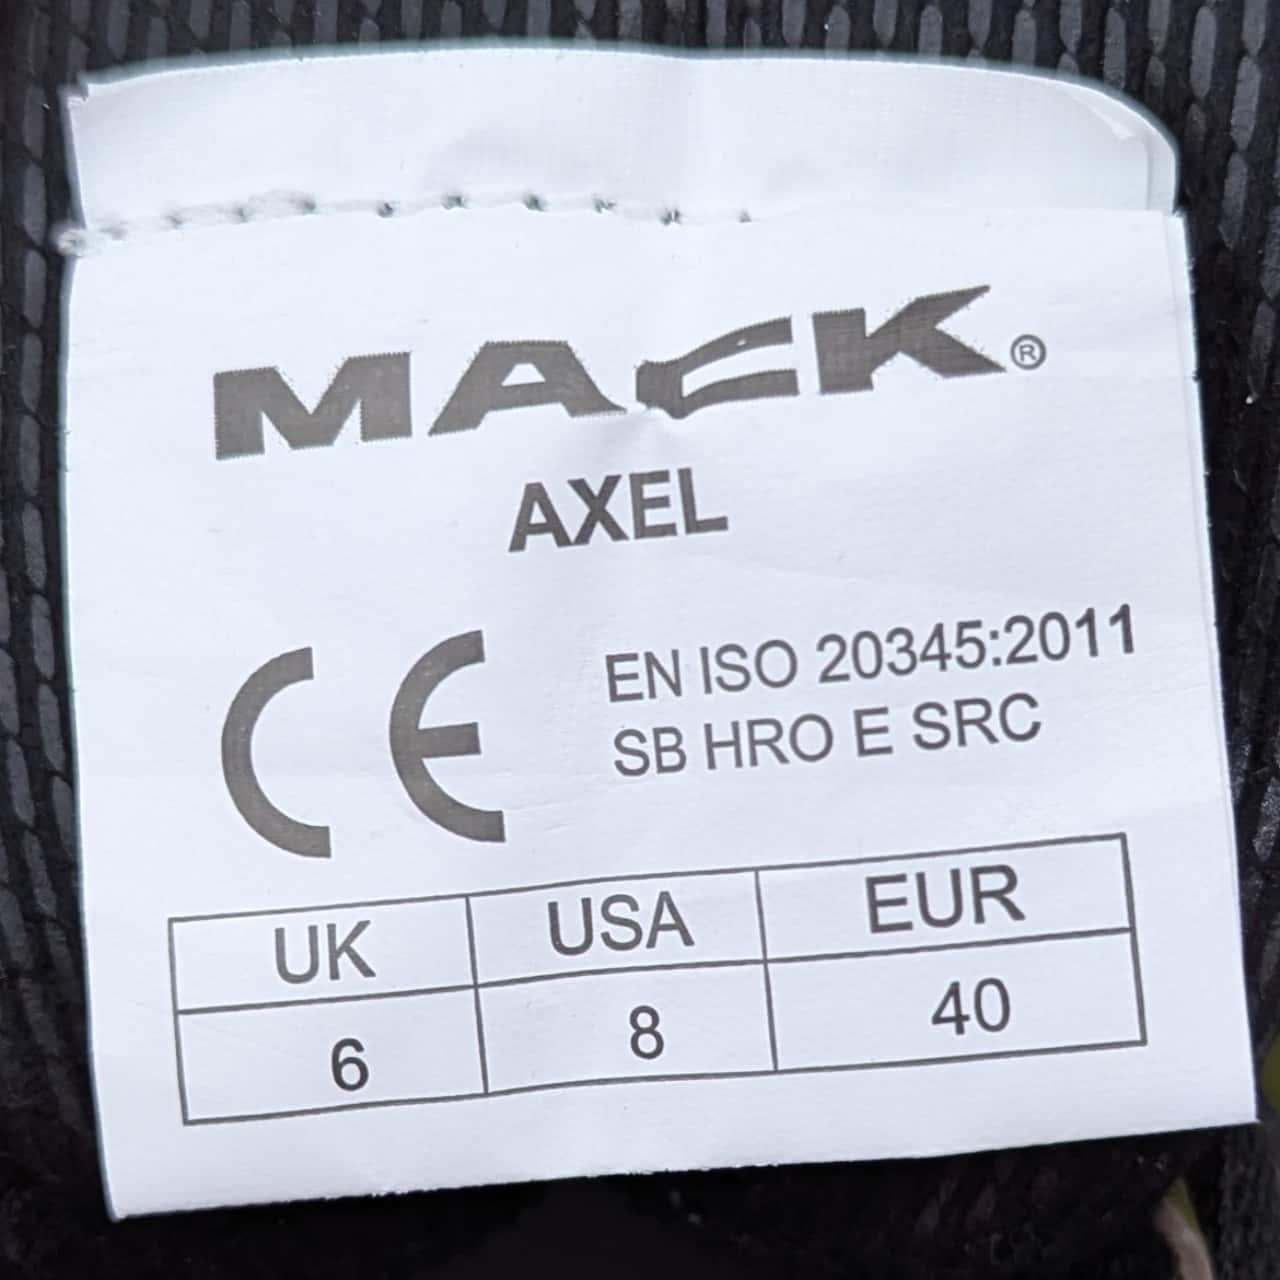 MACK®
AXEL
CE
EN ISO 20345:2011
SB HRO E SRC
UK USA EUR
6 8 40